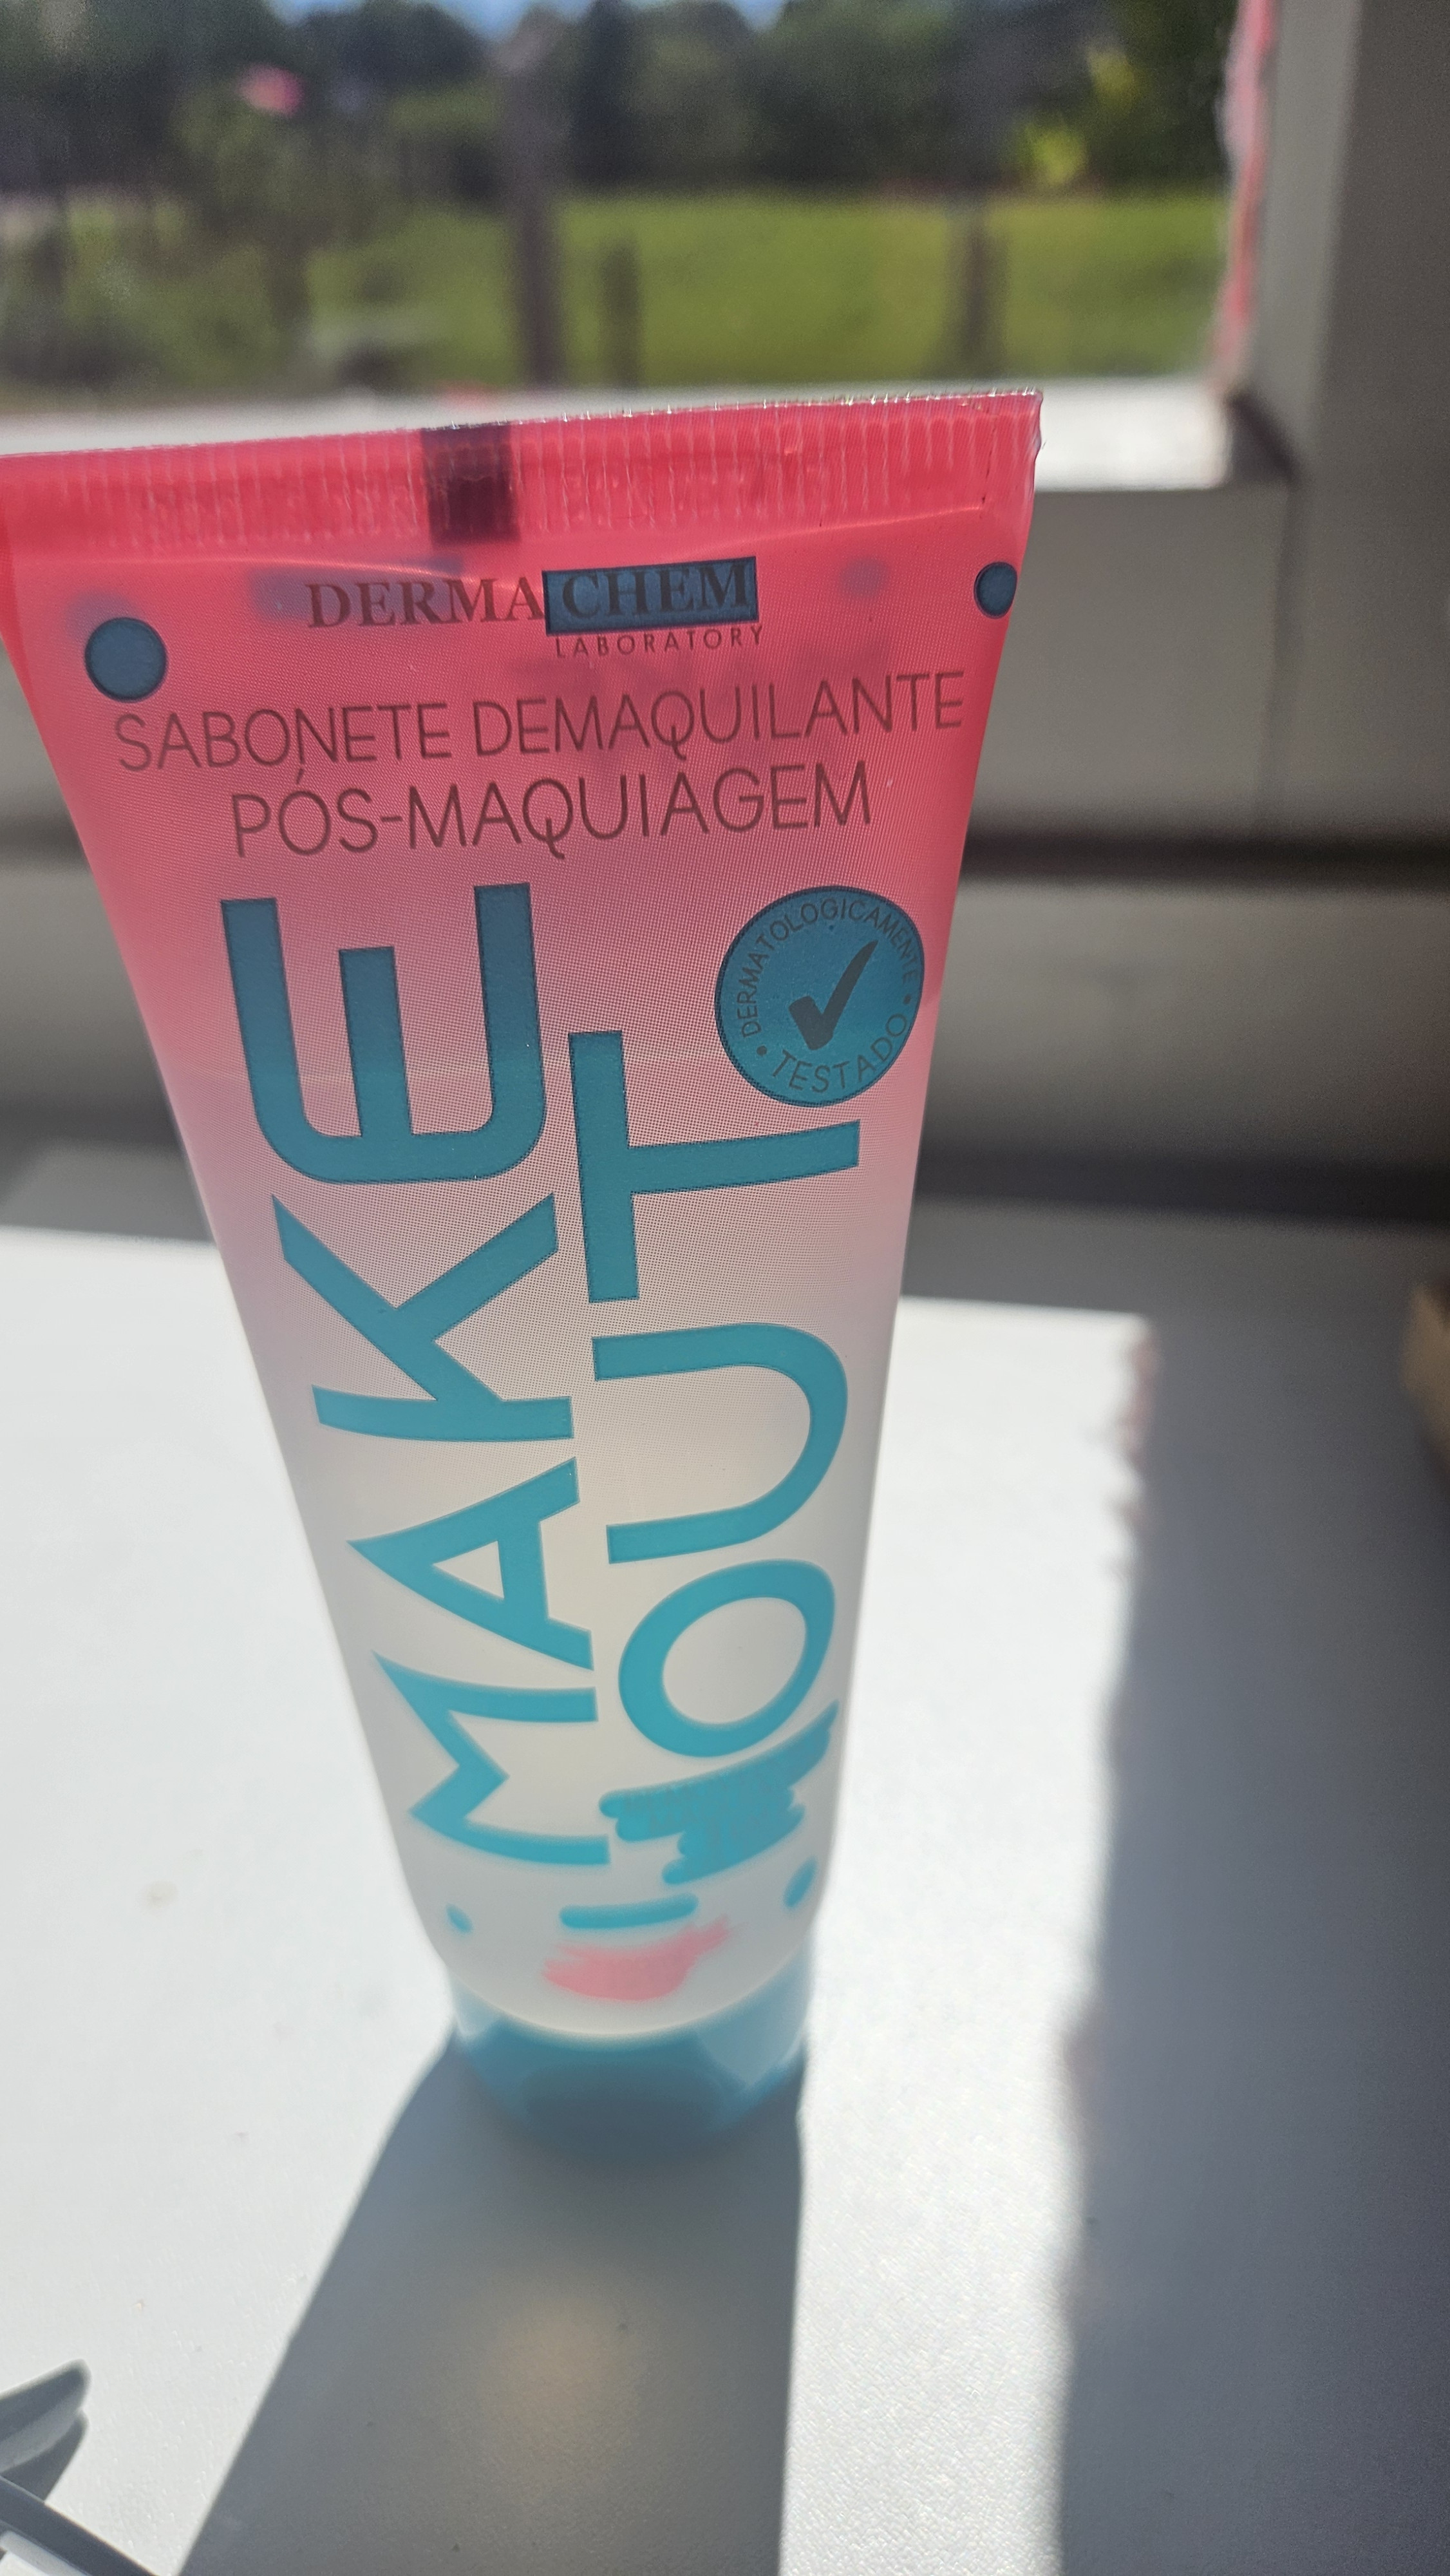 DERMACHEM
LABORATORY
SABONETE DEMAQUILANTE
PÓS-MAQUIAGEM
MAKE
OUT
DERMATOLOGICAMENTE
• TESTADO •